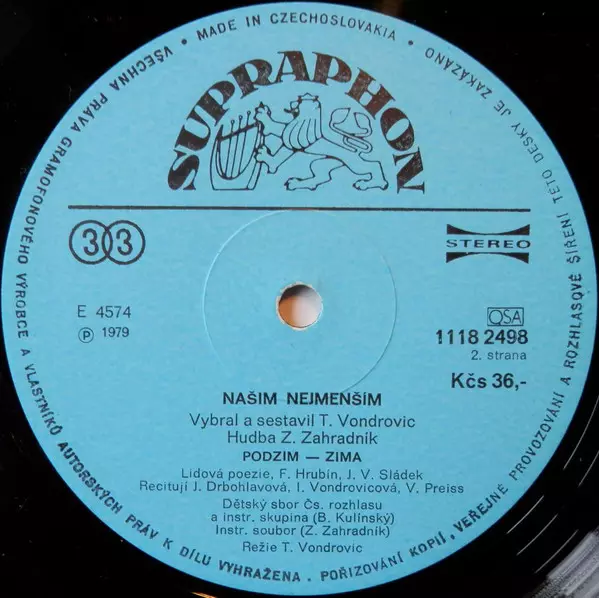 VŠECHNA PRÁVA GRAMOFONOVÉHO VÝROBCE A VLASTNÍKŮ AUTORSKÝCH PRÁV K DÍLU VYHRAŽENA. POŘIZOVÁNÍ KOPIÍ, VEŘEJNÉ PROVOZOVÁNÍ A ROZHLASOVÉ ŠÍŘENÍ TÉTO DESKY JE ZAKÁZÁNO • MADE IN CZECHOSLOVAKIA •
SUPRAPHON
33
STEREO
E 4574
Ⓟ 1979
OSA
1118 2498
2. strana
Kčs 36,-
NAŠIM NEJMENŠÍM
Vybral a sestavil T. Vondrovic
Hudba Z. Zahradník
PODZIM — ZIMA
Lidová poezie, F. Hrubín, J. V. Sládek
Recitují J. Drbohlavová, I. Vondrovicová, V. Preiss
Dětský sbor Čs. rozhlasu
a instr. skupina (B. Kulínský)
Instr. soubor (Z. Zahradník)
Režie T. Vondrovic